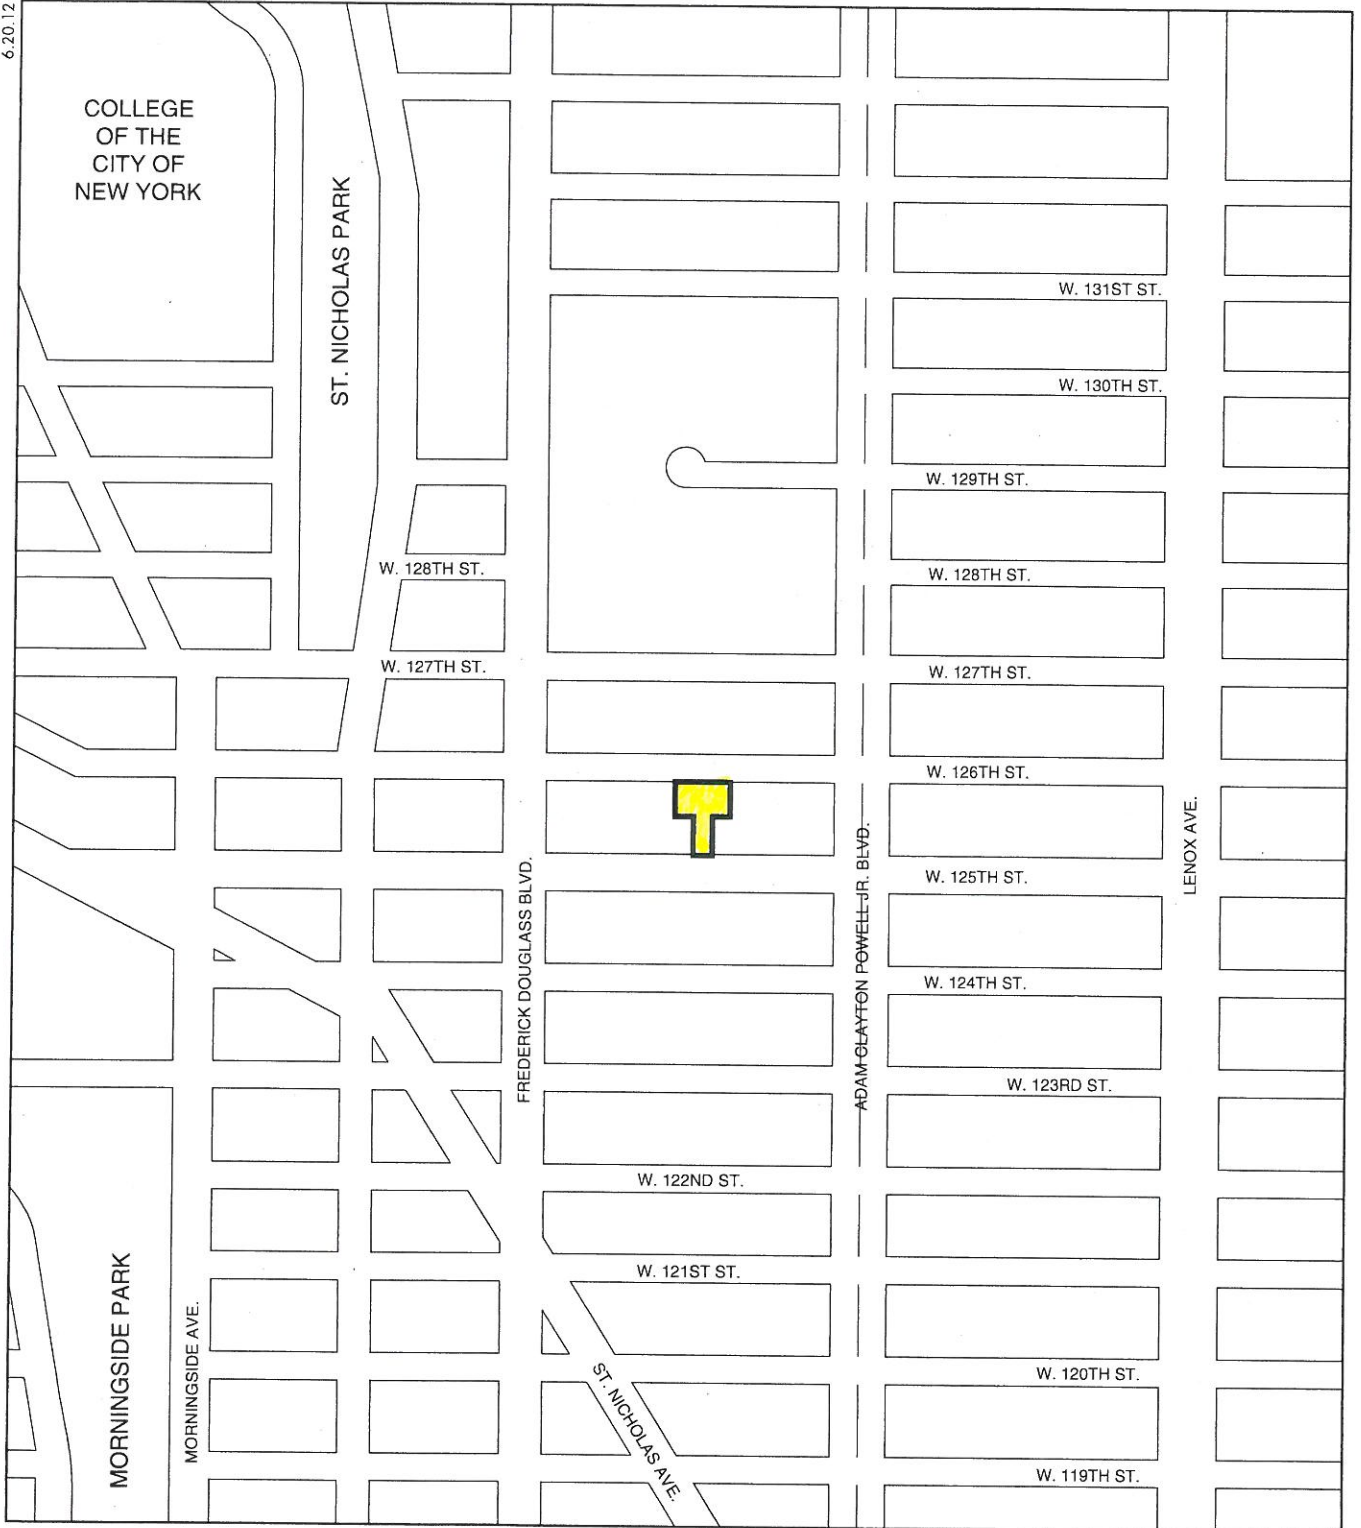 6.20.12
COLLEGE
OF THE
CITY OF
NEW YORK
ST. NICHOLAS PARK
W. 131ST ST.
W. 130TH ST.
W. 129TH ST.
W. 128TH ST.
W. 128TH ST.
W. 127TH ST.
W. 127TH ST.
W. 126TH ST.
FREDERICK DOUGLASS BLVD.
ADAM CLAYTON POWELL JR. BLVD.
LENOX AVE.
W. 125TH ST.
W. 124TH ST.
W. 123RD ST.
W. 122ND ST.
W. 121ST ST.
MORNINGSIDE PARK
MORNINGSIDE AVE.
ST. NICHOLAS AVE.
W. 120TH ST.
W. 119TH ST.